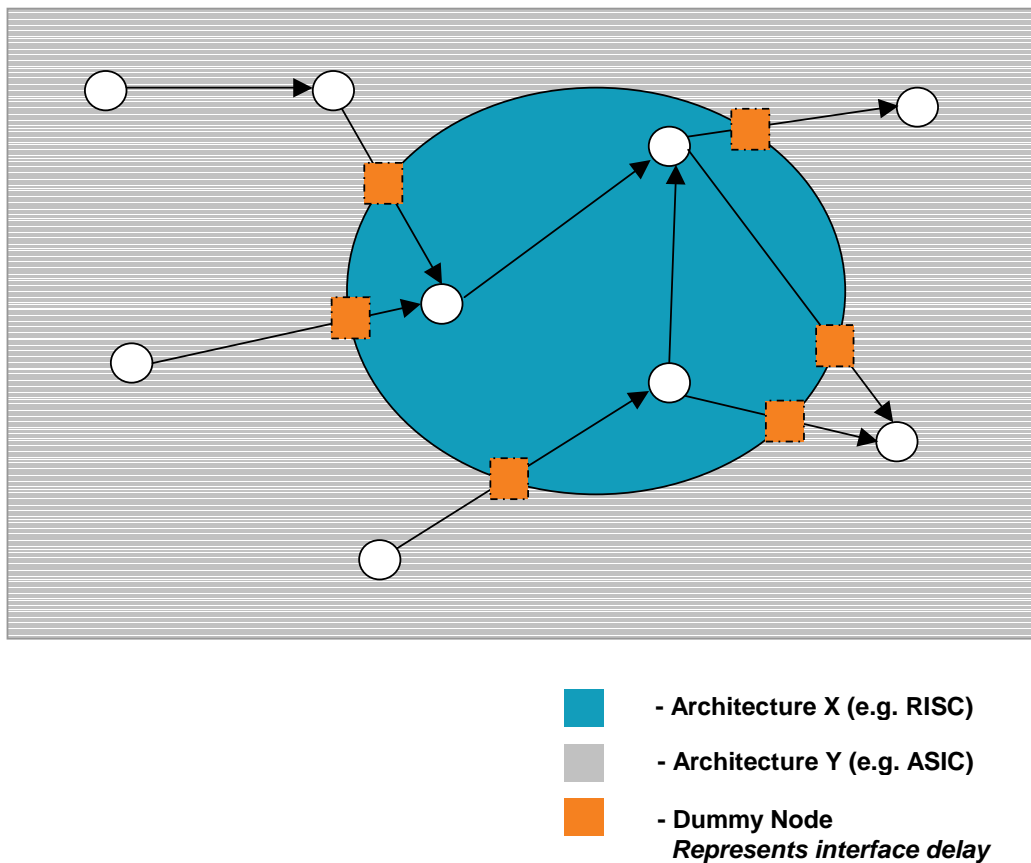 - Architecture X (e.g. RISC)
- Architecture Y (e.g. ASIC)
- Dummy Node
Represents interface delay